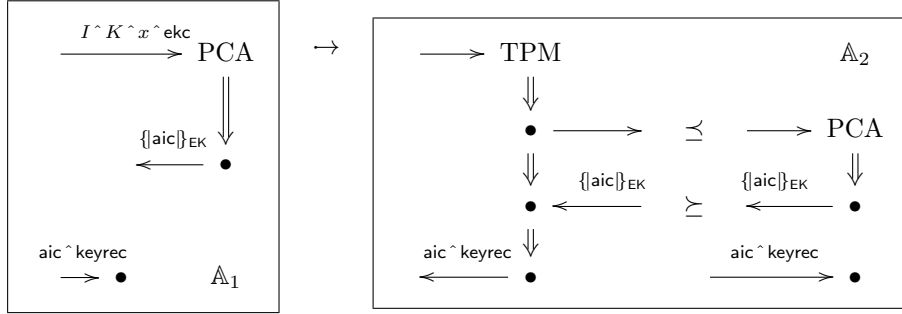 I ^ K ^ x ^ ekc
PCA
{|aic|}EK
aic ^ keyrec
𝔸1
↣
TPM
𝔸2
⪯
PCA
{|aic|}EK
⪰
{|aic|}EK
aic ^ keyrec
aic ^ keyrec